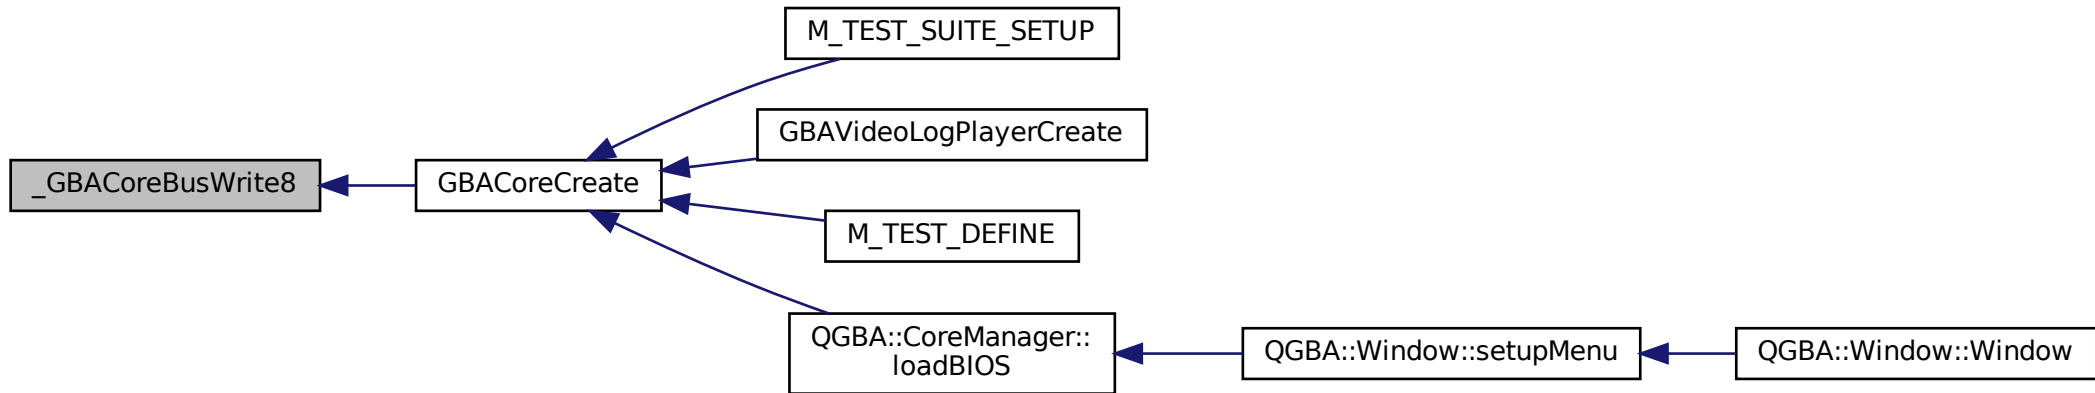 M_TEST_SUITE_SETUP
GBAVideoLogPlayerCreate
_GBACoreBusWrite8
GBACoreCreate
M_TEST_DEFINE
QGBA::CoreManager::
loadBIOS
QGBA::Window::setupMenu
QGBA::Window::Window